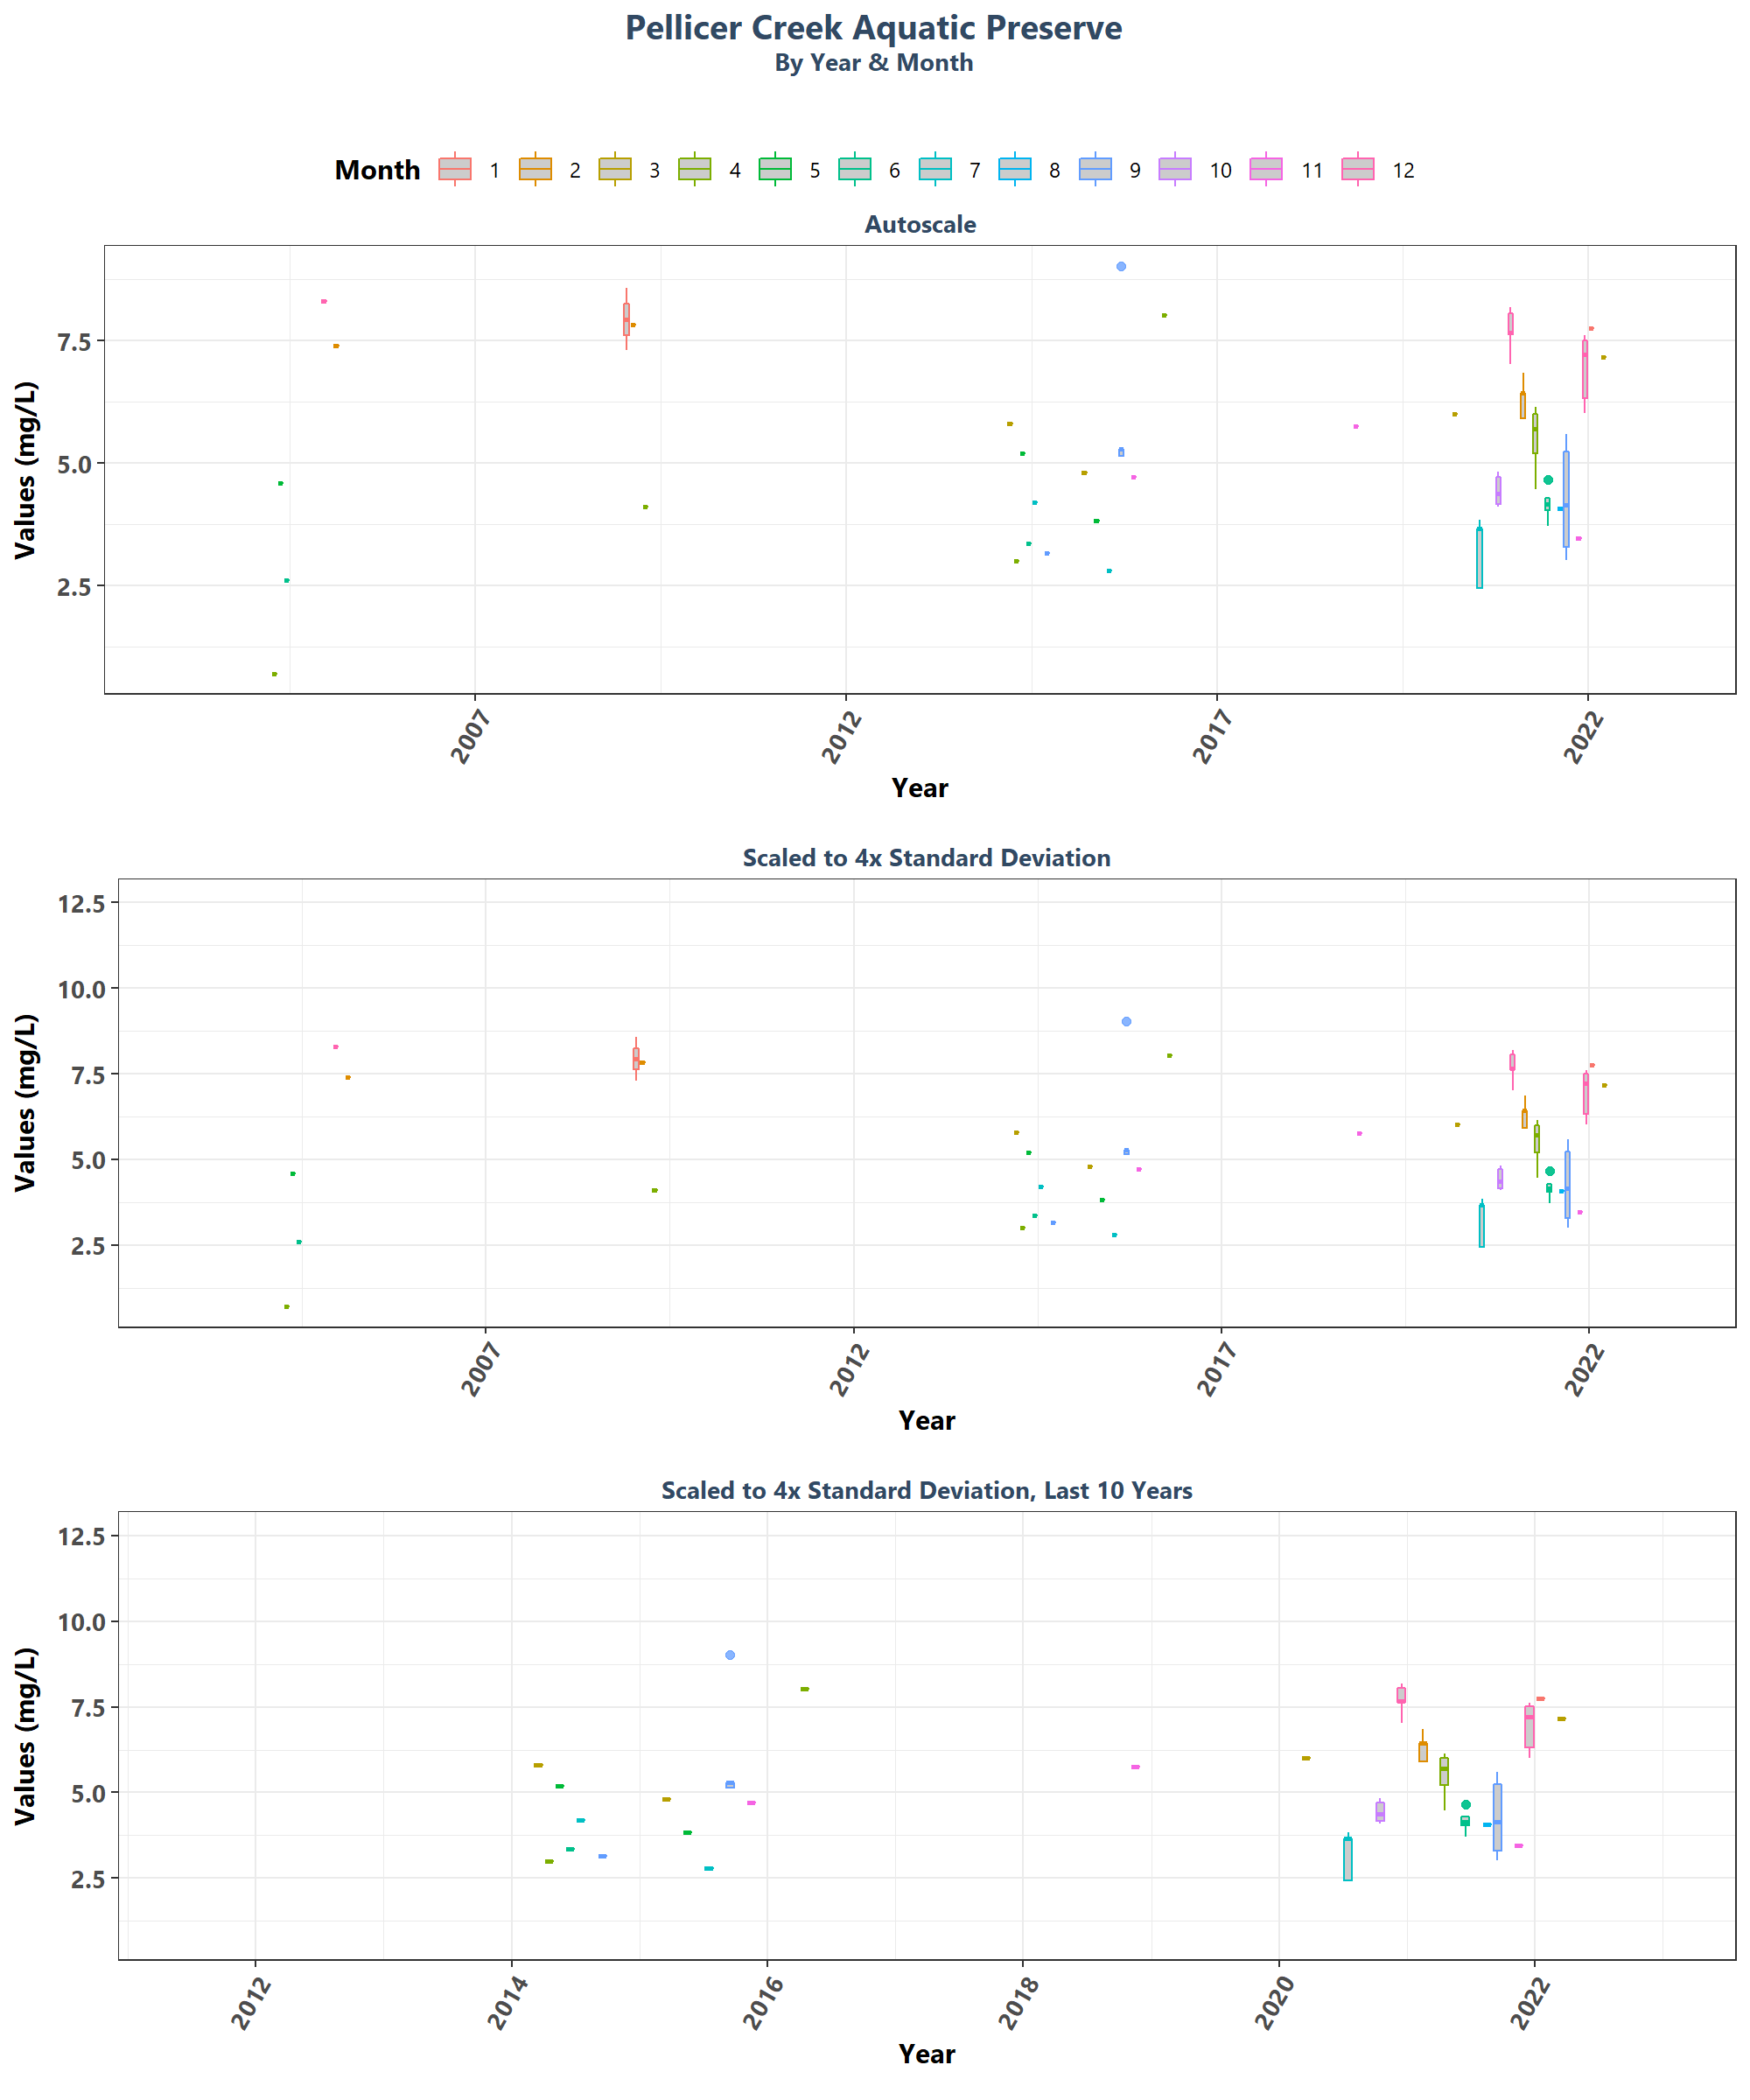 Pellicer Creek Aquatic Preserve
By Year & Month
Month 1 2 3 4 5 6 7 8 9 10 11 12
Autoscale
Values (mg/L)
7.5
5.0
2.5
2007 2012 2017 2022
Year
Scaled to 4x Standard Deviation
Values (mg/L)
12.5
10.0
7.5
5.0
2.5
2007 2012 2017 2022
Year
Scaled to 4x Standard Deviation, Last 10 Years
Values (mg/L)
12.5
10.0
7.5
5.0
2.5
2012 2014 2016 2018 2020 2022
Year